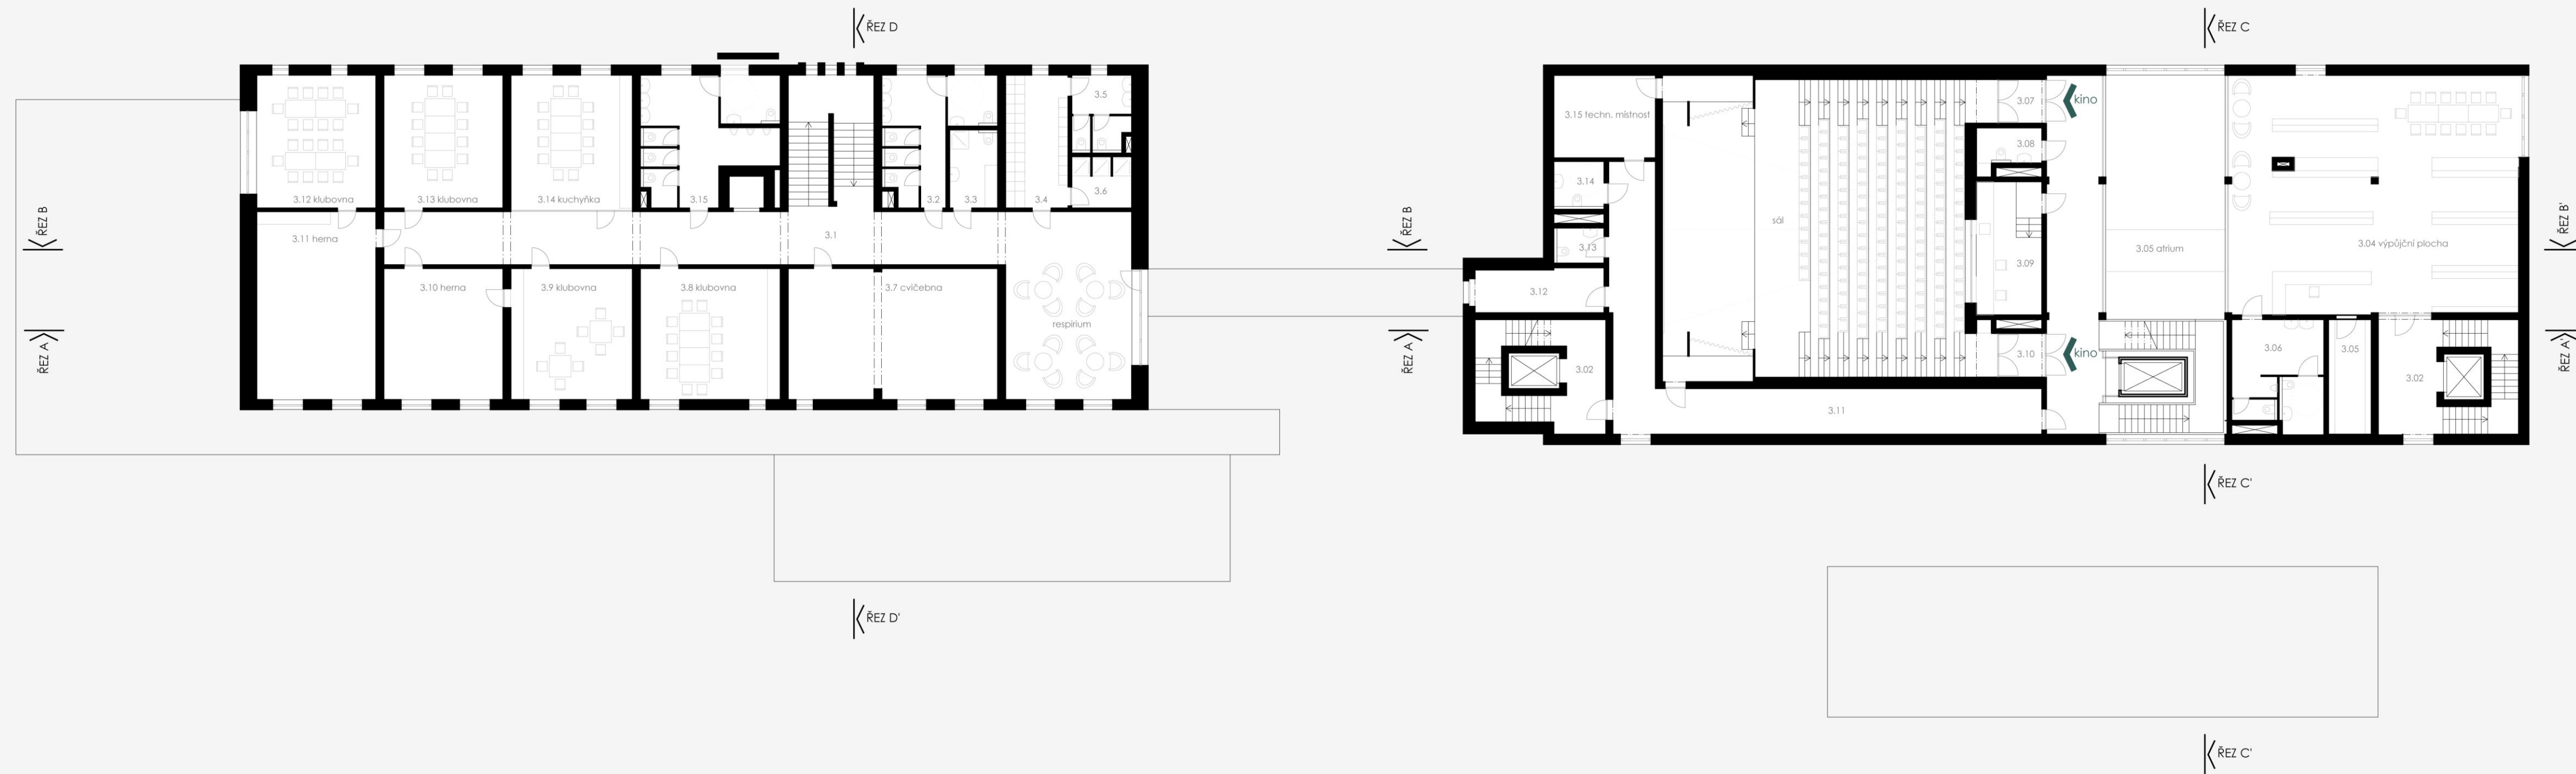 ŘEZ D
ŘEZ C
3.5
3.07
kino
3.15 techn. místnost
3.08
3.14
3.6
3.12 klubovna
3.13 klubovna
3.14 kuchyňka
3.15
3.2
3.3
3.4
ŘEZ B
ŘEZ B
sál
ŘEZ B'
3.11 herna
3.1
3.13
3.05 atrium
3.04 výpůjční plocha
3.09
3.10 herna
3.9 klubovna
3.8 klubovna
3.7 cvičebna
3.12
respirium
ŘEZ A
ŘEZ A'
3.02
3.10
kino
3.06
3.05
3.02
ŘEZ A'
3.11
ŘEZ C'
ŘEZ D'
ŘEZ C'